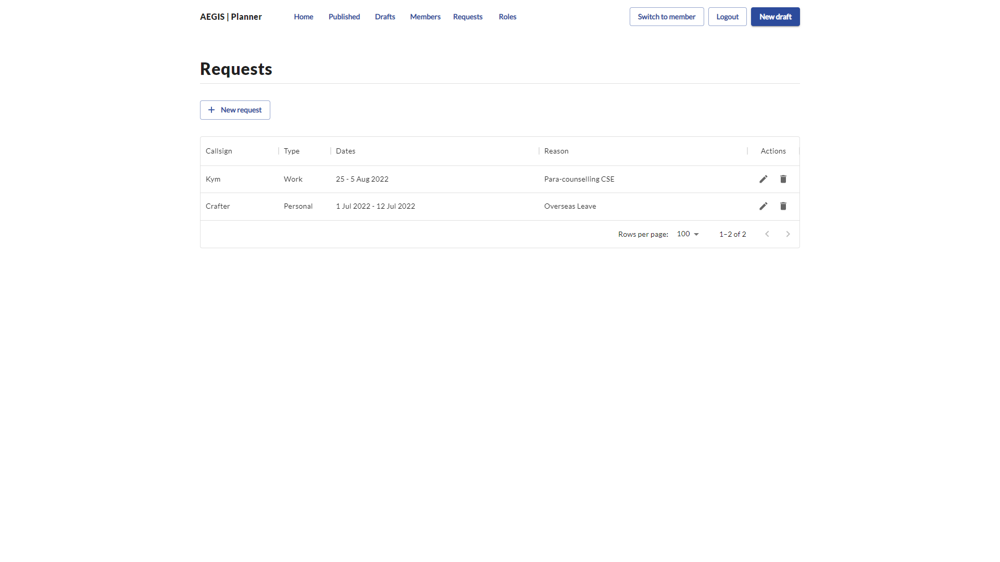 AEGIS | Planner Home Published Drafts Members Requests Roles Switch to member Logout New draft
Requests
New request
Callsign Type Dates Reason Actions
Kym Work 25 - 5 Aug 2022 Para-counselling CSE
Crafter Personal 1 Jul 2022 - 12 Jul 2022 Overseas Leave
Rows per page: 100 1–2 of 2